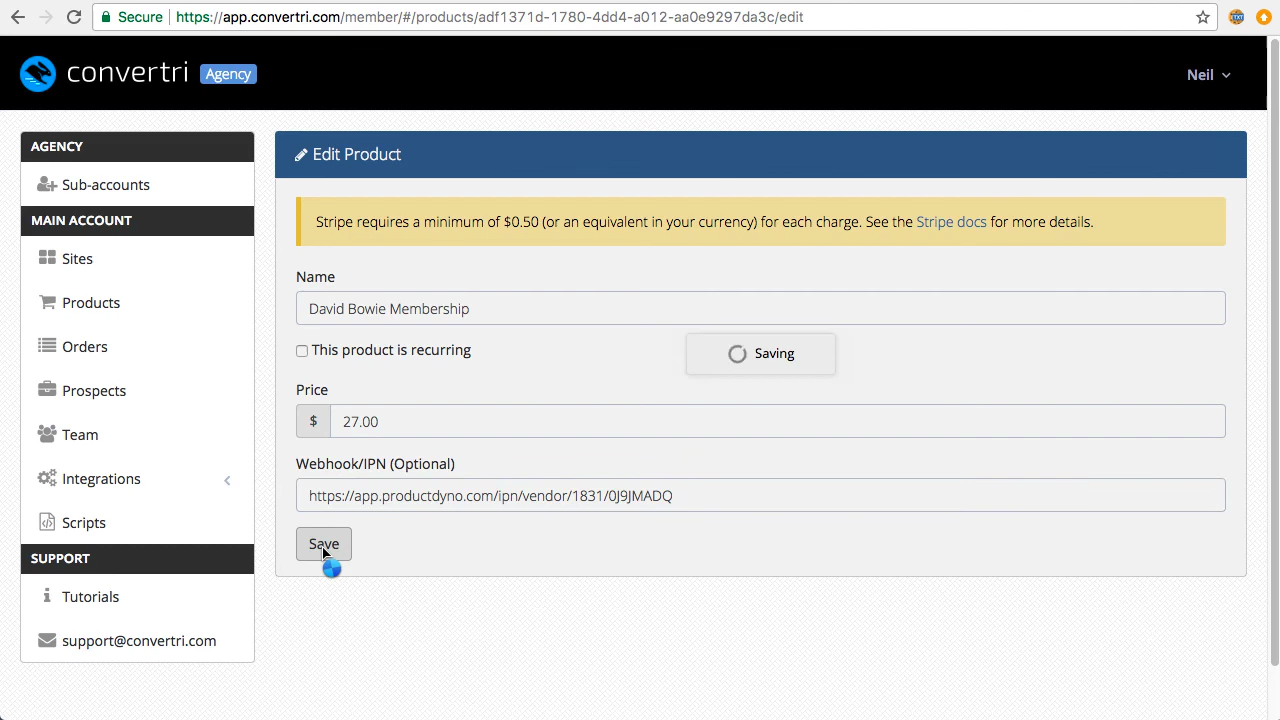 Secure https://app.convertri.com/member/#/products/adf1371d-1780-4dd4-a012-aa0e9297da3c/edit
convertri Agency
Neil
AGENCY
Sub-accounts
MAIN ACCOUNT
Sites
Products
Orders
Prospects
Team
Integrations
Scripts
SUPPORT
Tutorials
support@convertri.com
Edit Product
Stripe requires a minimum of $0.50 (or an equivalent in your currency) for each charge. See the Stripe docs for more details.
Name
David Bowie Membership
This product is recurring
Saving
Price
$ 27.00
Webhook/IPN (Optional)
https://app.productdyno.com/ipn/vendor/1831/0J9JMADQ
Save